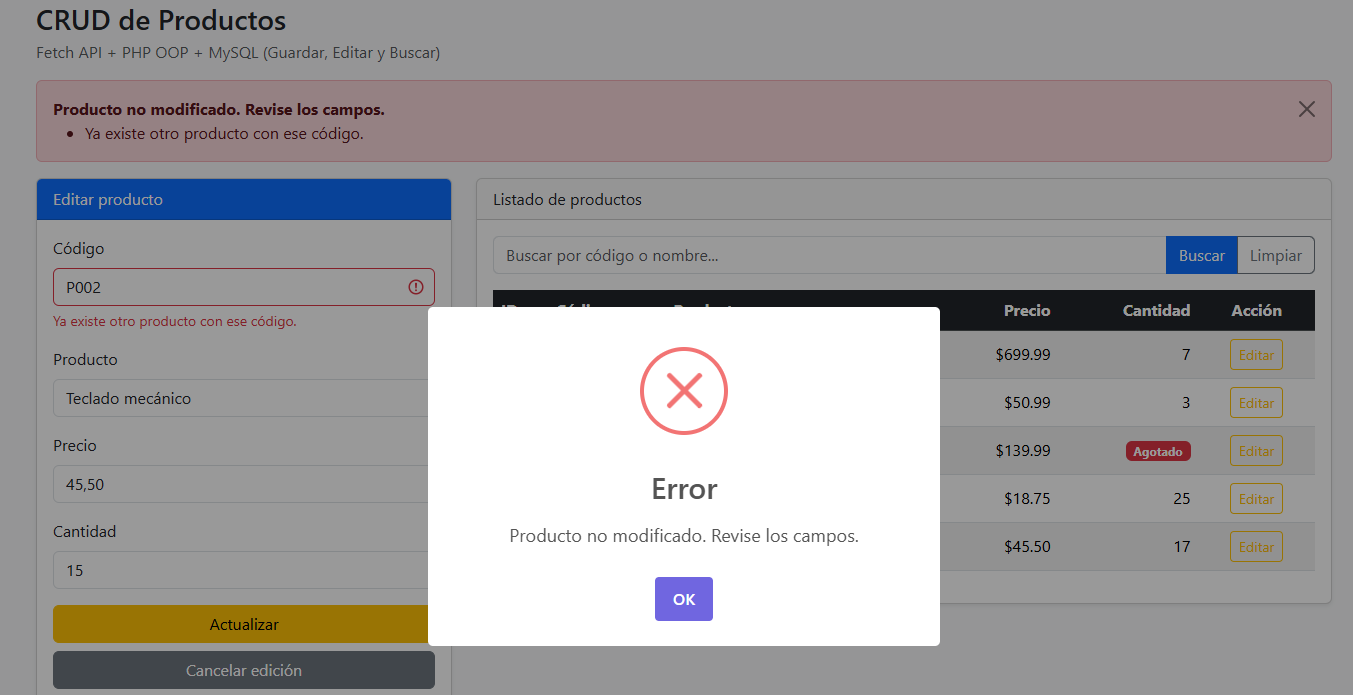 CRUD de Productos
Fetch API + PHP OOP + MySQL (Guardar, Editar y Buscar)
Producto no modificado. Revise los campos.
Ya existe otro producto con ese código.
Editar producto
Código
P002
Ya existe otro producto con ese código.
Producto
Teclado mecánico
Precio
45,50
Cantidad
15
Actualizar
Cancelar edición
Listado de productos
Buscar por código o nombre...
Buscar
Limpiar
Precio Cantidad Acción
$699.99 7 Editar
$50.99 3 Editar
$139.99 Agotado Editar
$18.75 25 Editar
$45.50 17 Editar
Error
Producto no modificado. Revise los campos.
OK